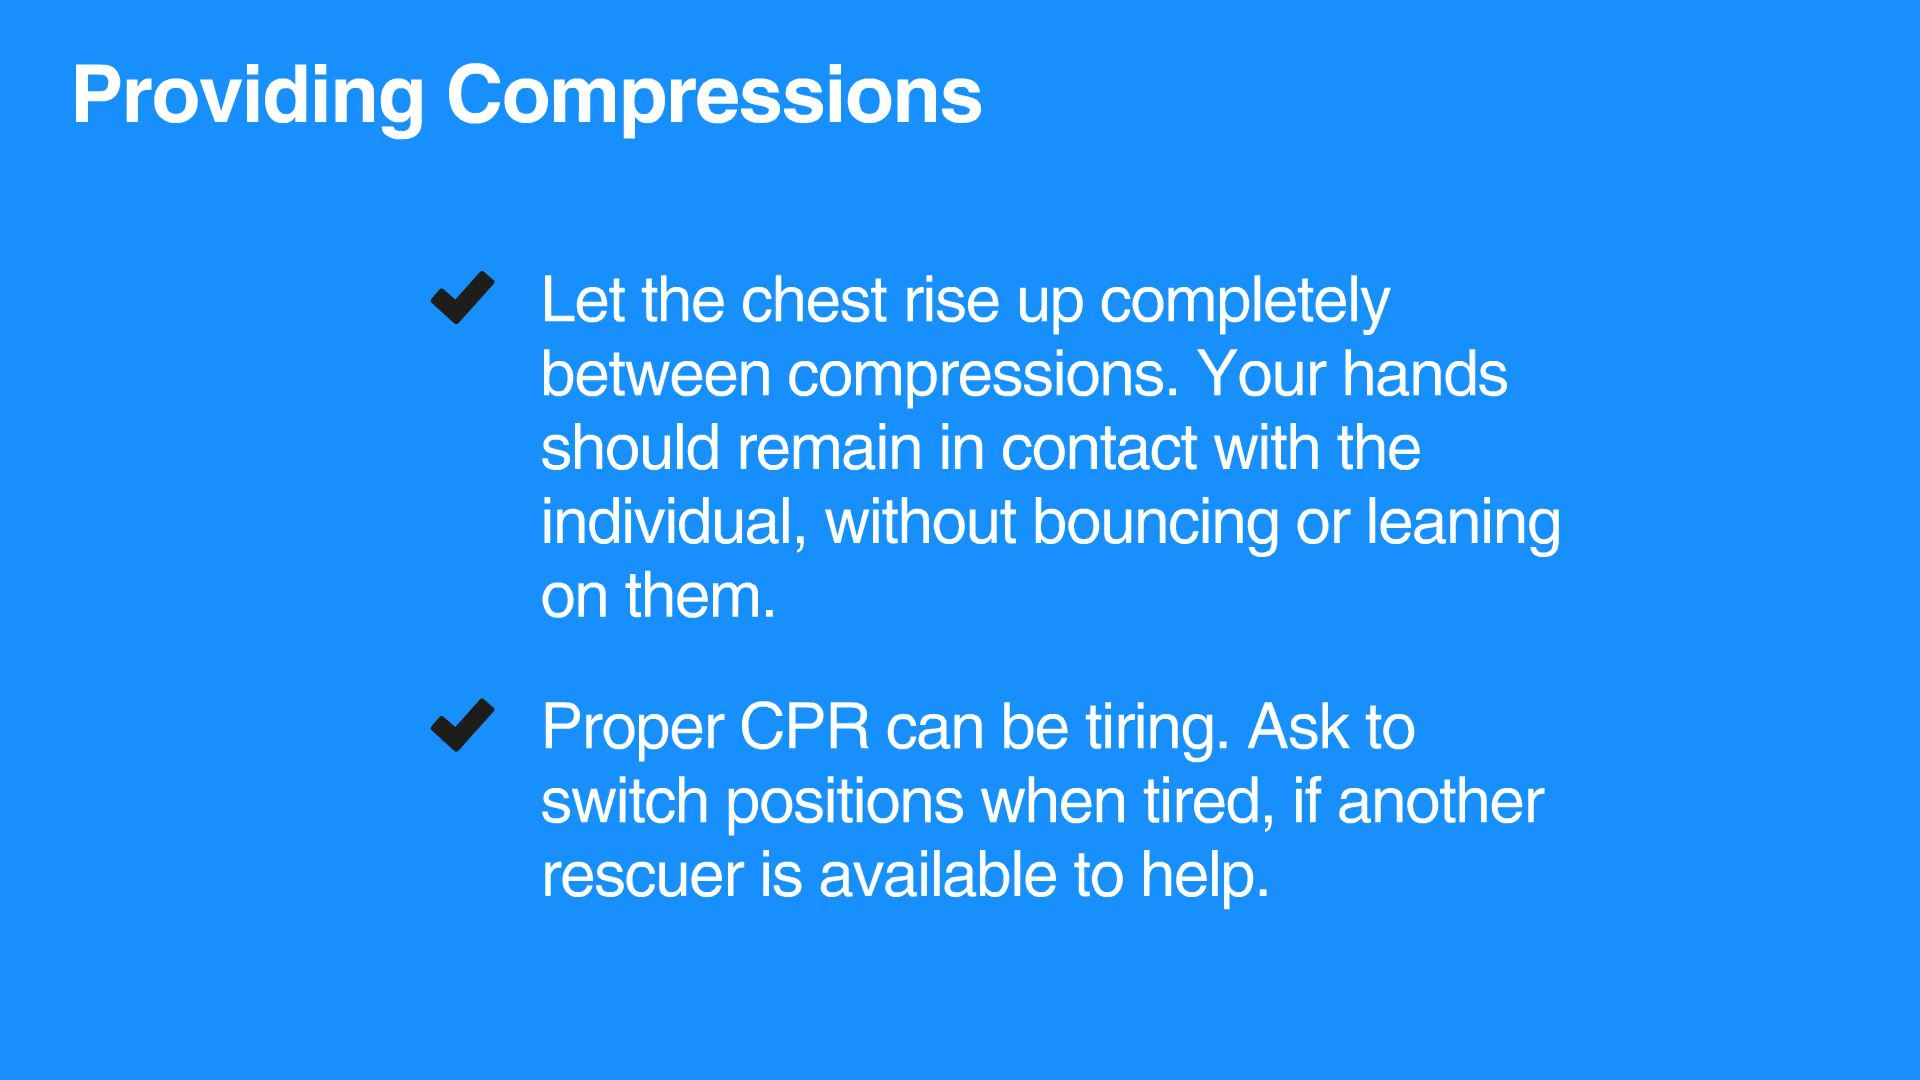 Providing Compressions
Let the chest rise up completely
between compressions. Your hands
should remain in contact with the
individual, without bouncing or leaning
on them.
Proper CPR can be tiring. Ask to
switch positions when tired, if another
rescuer is available to help.